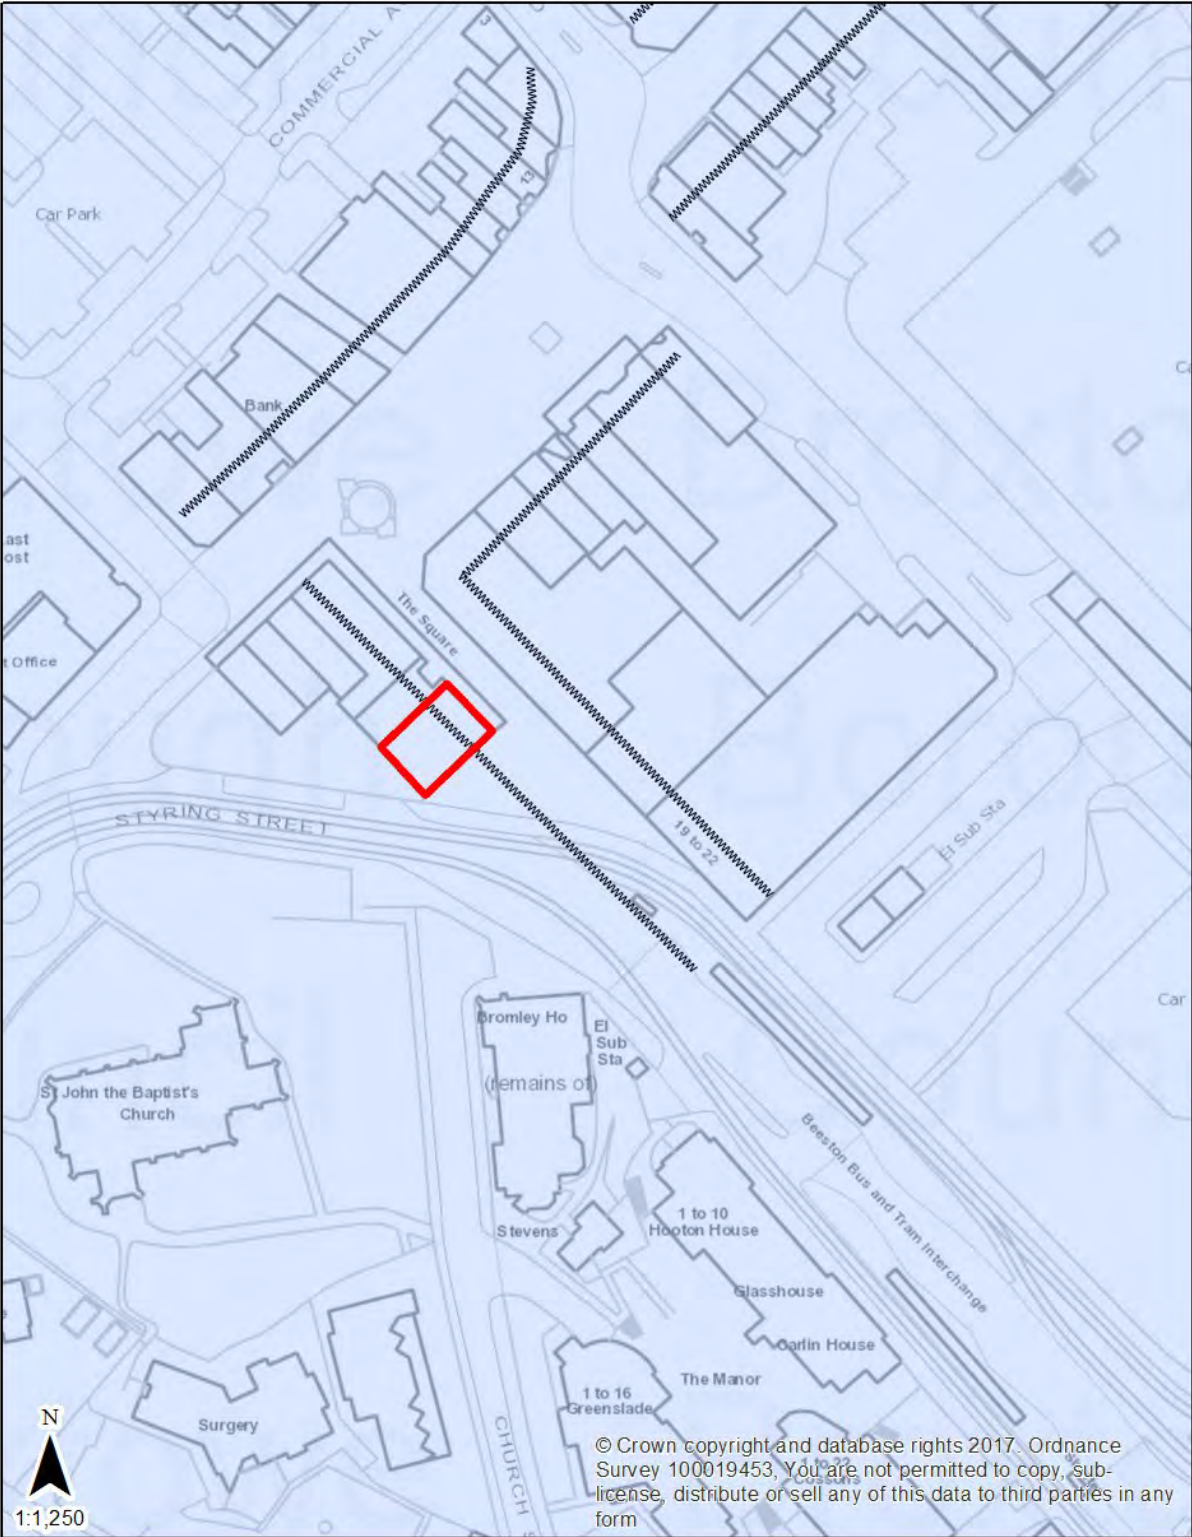 3
COMMERCIAL A
13
Car Park
Bank
ast
ost
t Office
The Square
STYRING STREET
19 to 22
El Sub Sta
Car
Bromley Ho
El
Sub
Sta
(remains of)
St John the Baptist's
Church
Beeston Bus and Tram Interchange
1 to 10
Hooton House
Stevens
Glasshouse
Carlin House
The Manor
1 to 16
Greenslade
Surgery
CHURCH S
N
1:1,250
© Crown copyright and database rights 2017. Ordnance
Survey 100019453, You are not permitted to copy, sub-
license, distribute or sell any of this data to third parties in any
form